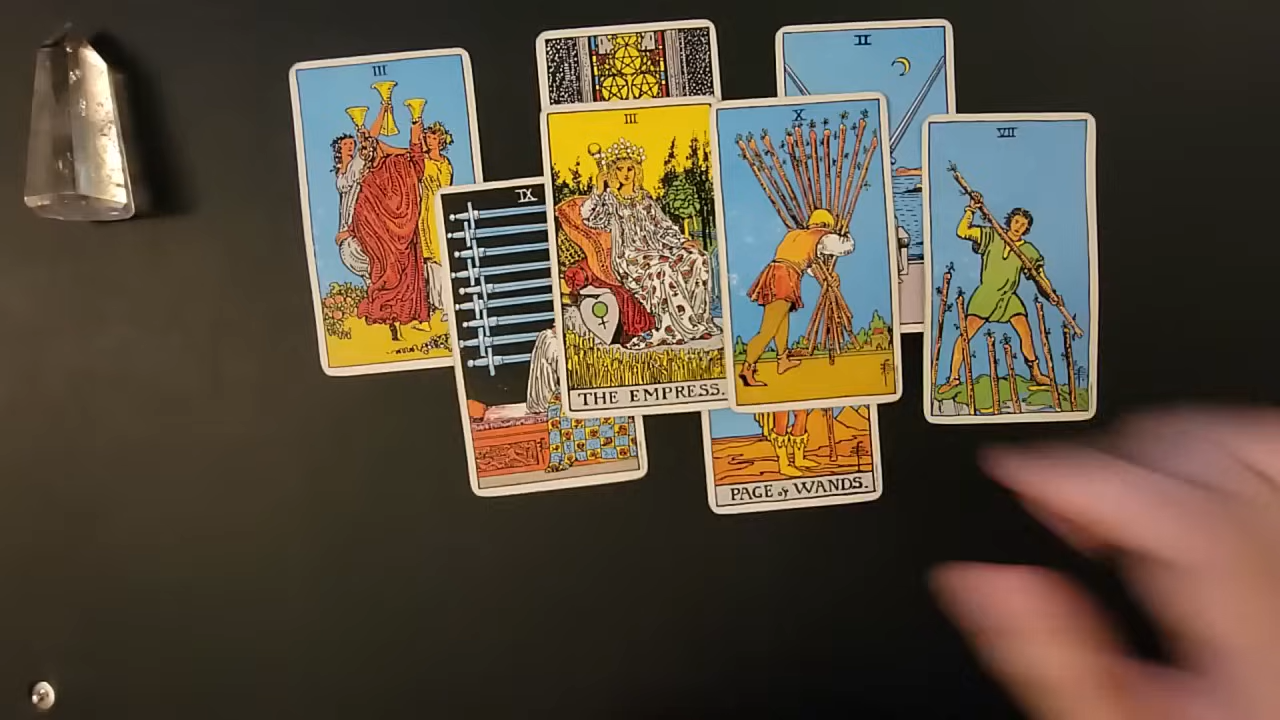 III
II
III
X
VII
IX
THE EMPRESS.
PAGE of WANDS.